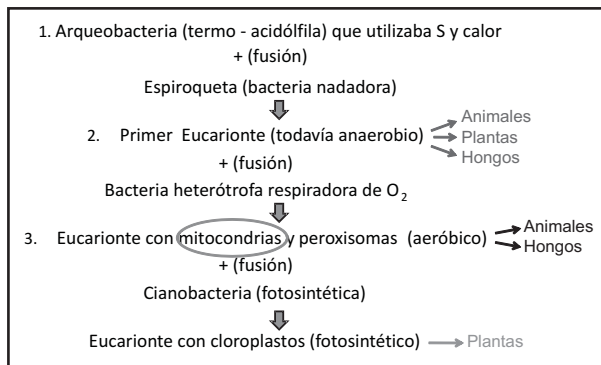 1. Arqueobacteria (termo - acidólfila) que utilizaba S y calor
+ (fusión)
Espiroqueta (bacteria nadadora)
2. Primer Eucarionte (todavía anaerobio)
Animales
Plantas
Hongos
+ (fusión)
Bacteria heterótrofa respiradora de O₂
3. Eucarionte con mitocondrias y peroxisomas (aeróbico)
Animales
Hongos
+ (fusión)
Cianobacteria (fotosintética)
Eucarionte con cloroplastos (fotosintético)
Plantas